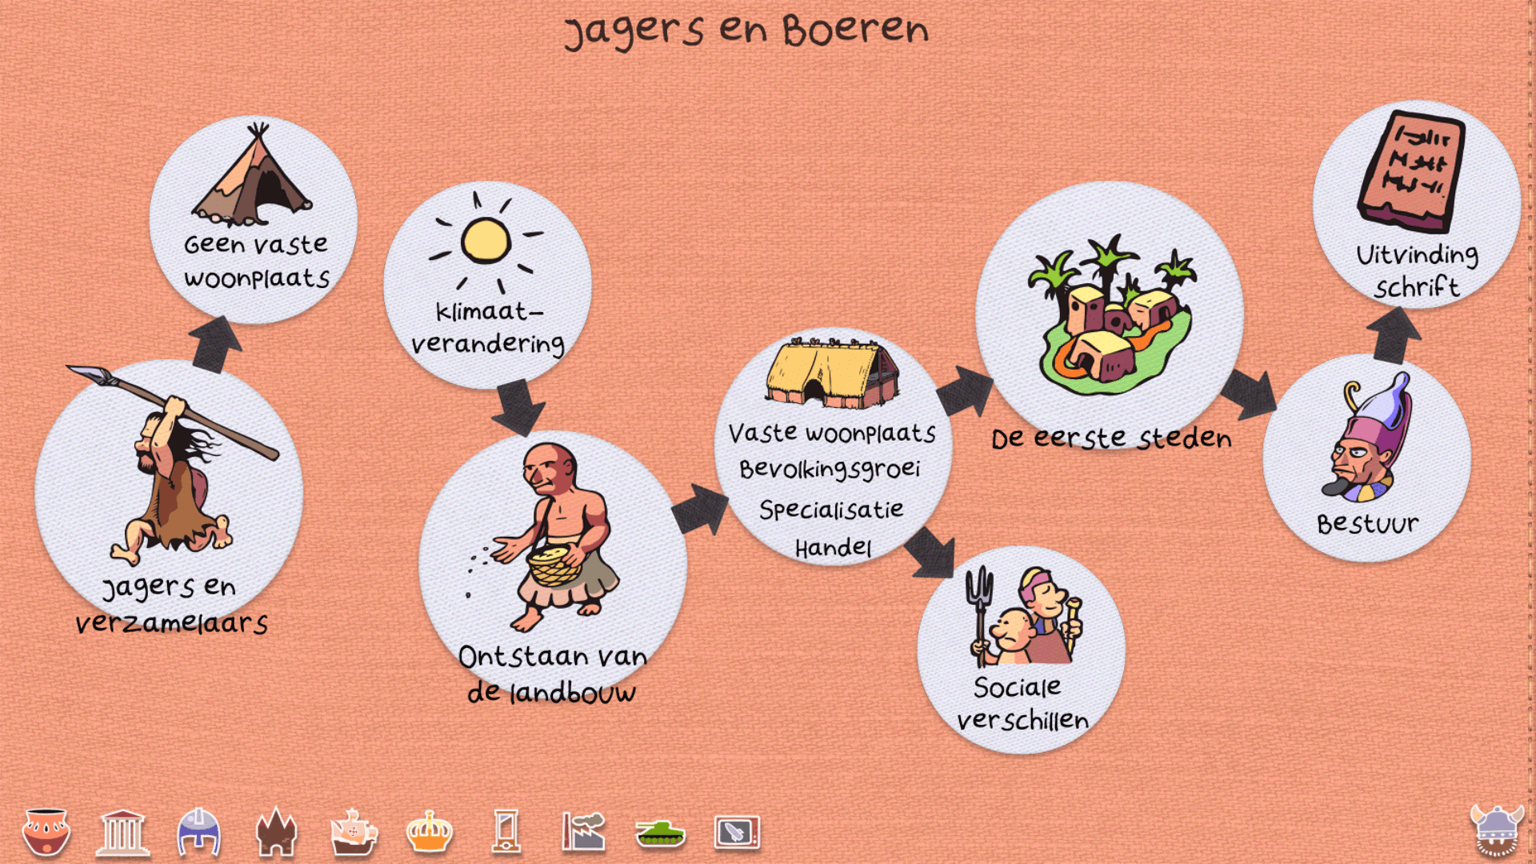 Jagers en Boeren
Geen vaste
woonplaats
Jagers en
verzamelaars
klimaat-
verandering
Ontstaan van
de landbouw
Vaste woonplaats
Bevolkingsgroei
Specialisatie
Handel
De eerste steden
Sociale
verschillen
Bestuur
Uitvinding
schrift